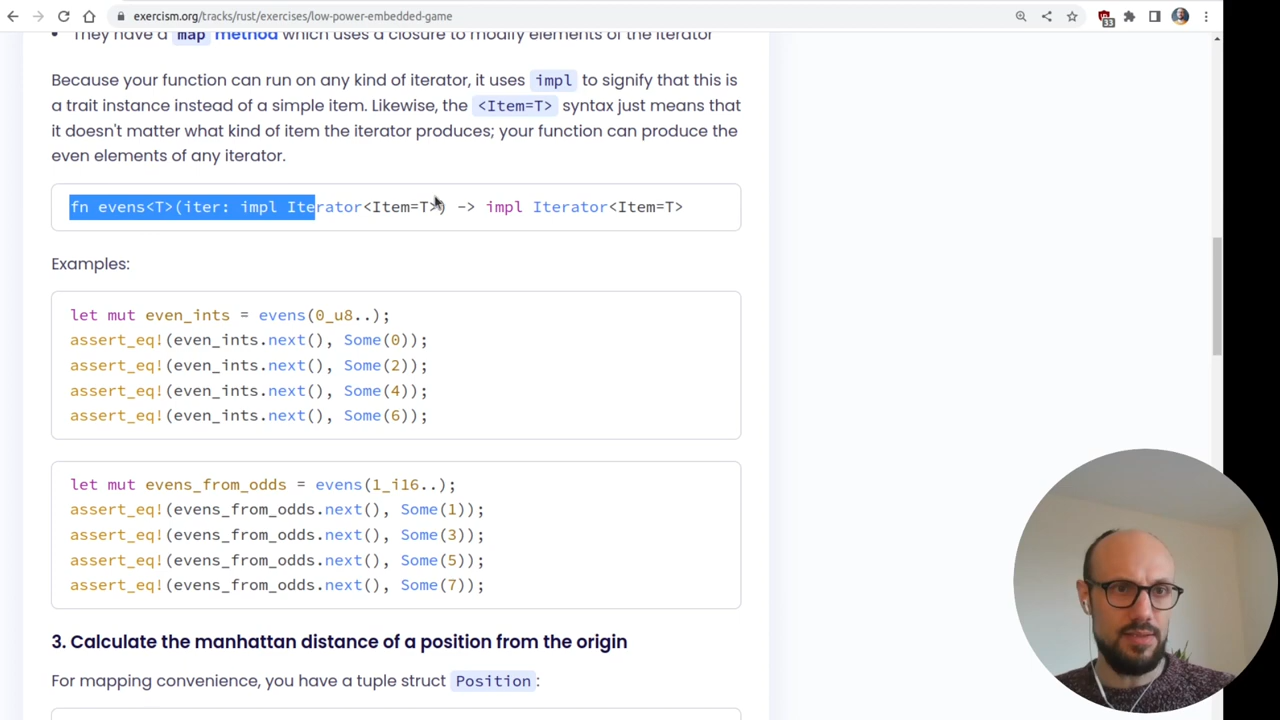 exercism.org/tracks/rust/exercises/low-power-embedded-game
33
They have a map method which uses a closure to modify elements of the iterator
Because your function can run on any kind of iterator, it uses impl to signify that this is
a trait instance instead of a simple item. Likewise, the <Item=T> syntax just means that
it doesn't matter what kind of item the iterator produces; your function can produce the
even elements of any iterator.
fn evens<T>(iter: impl Iterator<Item=T>) -> impl Iterator<Item=T>
Examples:
let mut even_ints = evens(0_u8..);
assert_eq!(even_ints.next(), Some(0));
assert_eq!(even_ints.next(), Some(2));
assert_eq!(even_ints.next(), Some(4));
assert_eq!(even_ints.next(), Some(6));
let mut evens_from_odds = evens(1_i16..);
assert_eq!(evens_from_odds.next(), Some(1));
assert_eq!(evens_from_odds.next(), Some(3));
assert_eq!(evens_from_odds.next(), Some(5));
assert_eq!(evens_from_odds.next(), Some(7));
3. Calculate the manhattan distance of a position from the origin
For mapping convenience, you have a tuple struct Position: